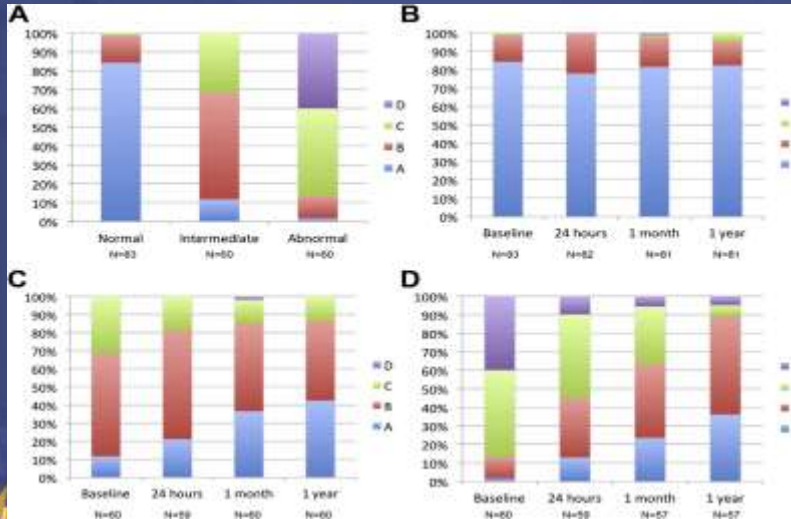 A
100%
90%
80%
70%
60%
50%
40%
30%
20%
10%
0%
D
C
B
A
Normal Intermediate Abnormal
N=83 N=60 N=60
B
100%
90%
80%
70%
60%
50%
40%
30%
20%
10%
0%
Baseline 24 hours 1 month 1 year
N=83 N=82 N=81 N=81
C
100%
90%
80%
70%
60%
50%
40%
30%
20%
10%
0%
D
C
B
A
Baseline 24 hours 1 month 1 year
N=60 N=59 N=60 N=60
D
100%
90%
80%
70%
60%
50%
40%
30%
20%
10%
0%
Baseline 24 hours 1 month 1 year
N=60 N=59 N=57 N=57